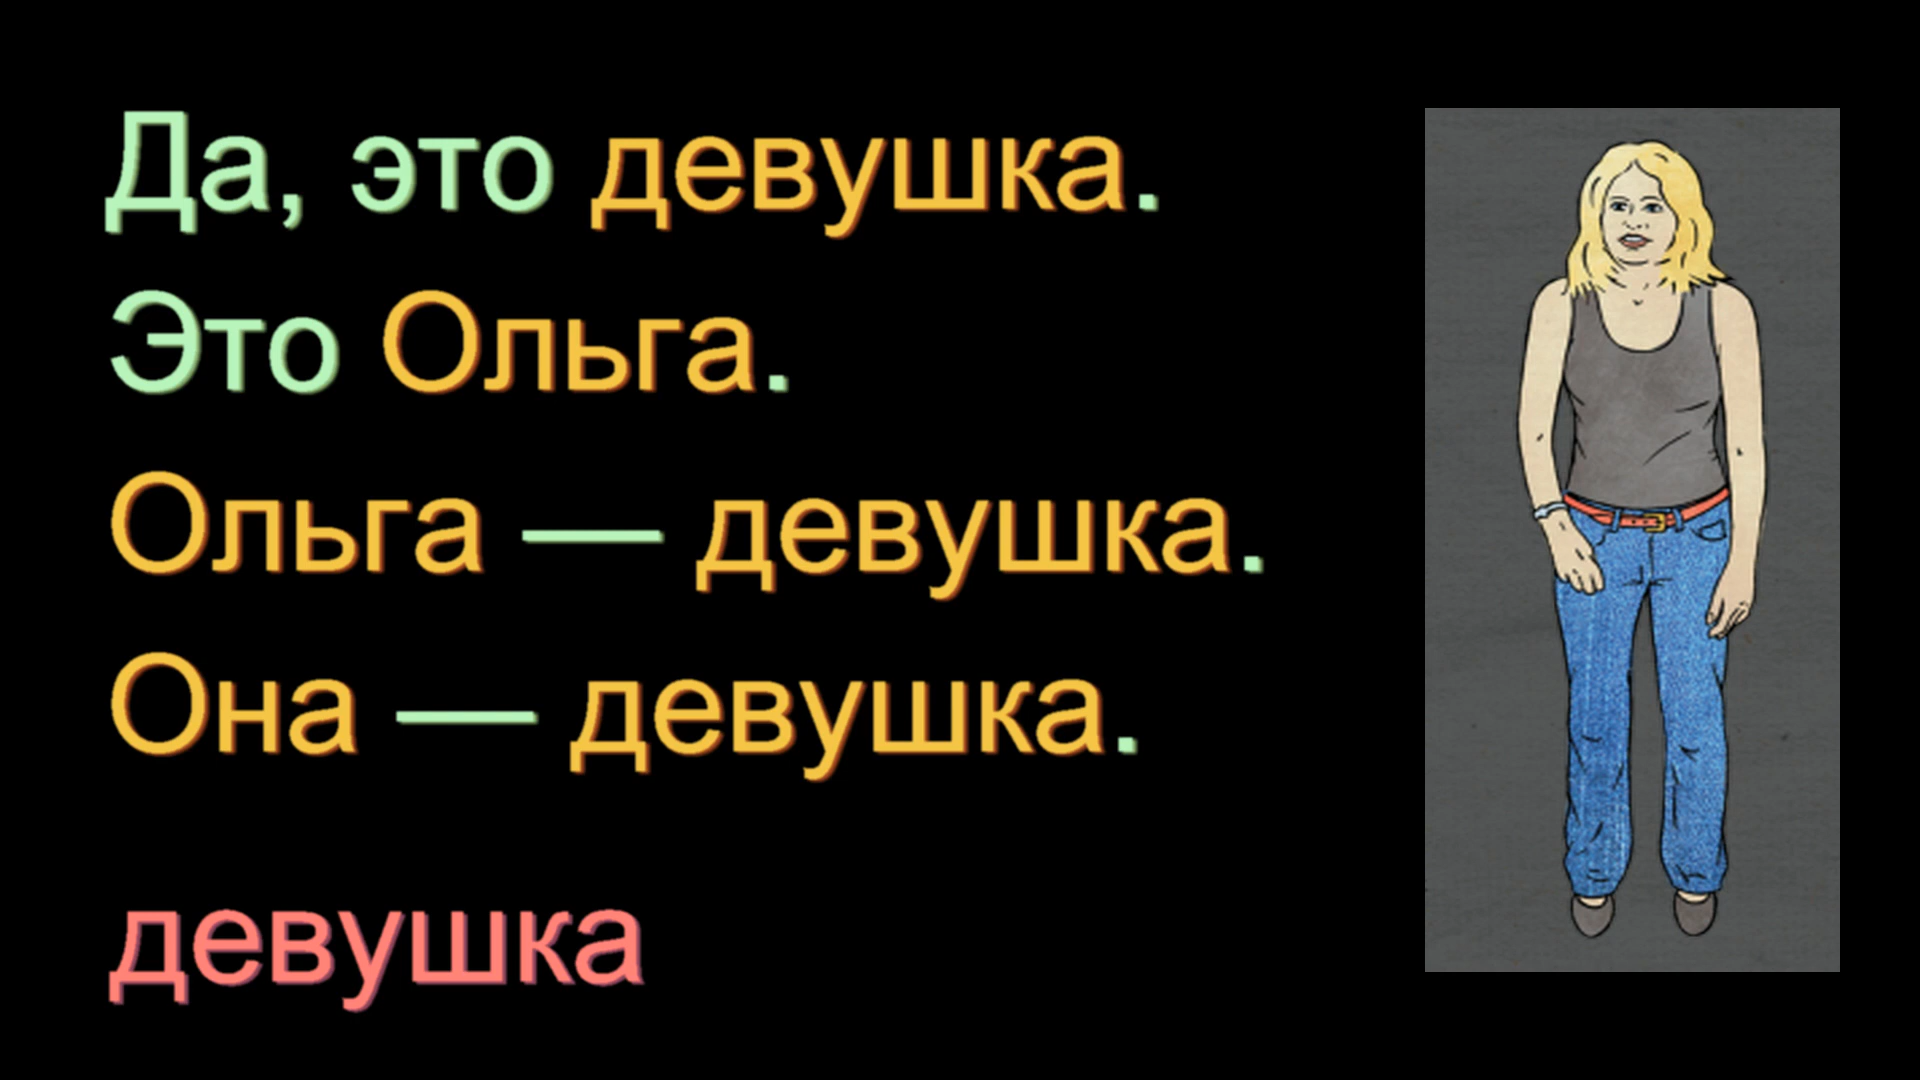 Да, это девушка.
Это Ольга.
Ольга — девушка.
Она — девушка.
девушка